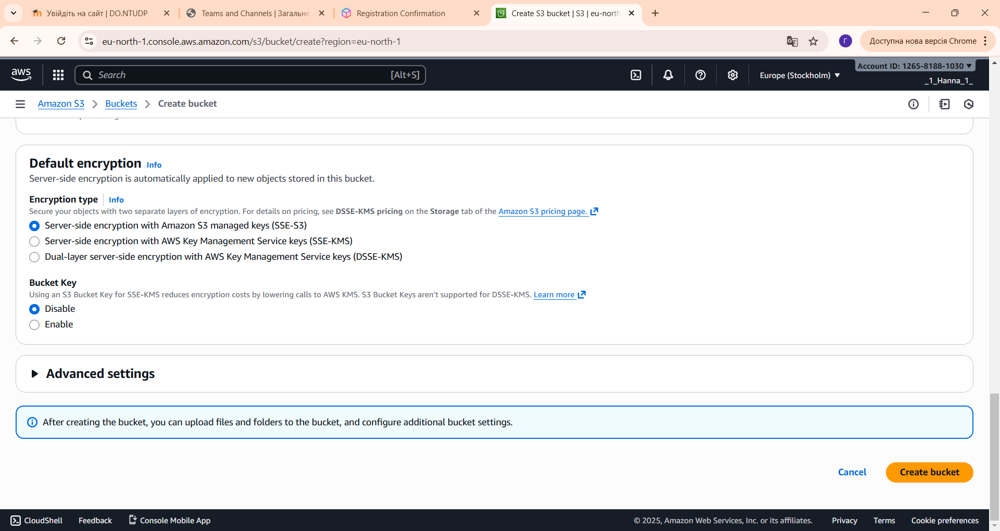 Увійдіть на сайт | DO.NTUDP
Teams and Channels | Загальне
Registration Confirmation
Create S3 bucket | S3 | eu-north
eu-north-1.console.aws.amazon.com/s3/bucket/create?region=eu-north-1
Г
Доступна нова версія Chrome
aws
Search
[Alt+S]
Europe (Stockholm)
Account ID: 1265-8188-1030
_1_Hanna_1_
Amazon S3
Buckets
Create bucket
Default encryption Info
Server-side encryption is automatically applied to new objects stored in this bucket.
Encryption type Info
Secure your objects with two separate layers of encryption. For details on pricing, see DSSE-KMS pricing on the Storage tab of the Amazon S3 pricing page.
Server-side encryption with Amazon S3 managed keys (SSE-S3)
Server-side encryption with AWS Key Management Service keys (SSE-KMS)
Dual-layer server-side encryption with AWS Key Management Service keys (DSSE-KMS)
Bucket Key
Using an S3 Bucket Key for SSE-KMS reduces encryption costs by lowering calls to AWS KMS. S3 Bucket Keys aren't supported for DSSE-KMS. Learn more
Disable
Enable
Advanced settings
After creating the bucket, you can upload files and folders to the bucket, and configure additional bucket settings.
Cancel
Create bucket
CloudShell
Feedback
Console Mobile App
© 2025, Amazon Web Services, Inc. or its affiliates.
Privacy
Terms
Cookie preferences